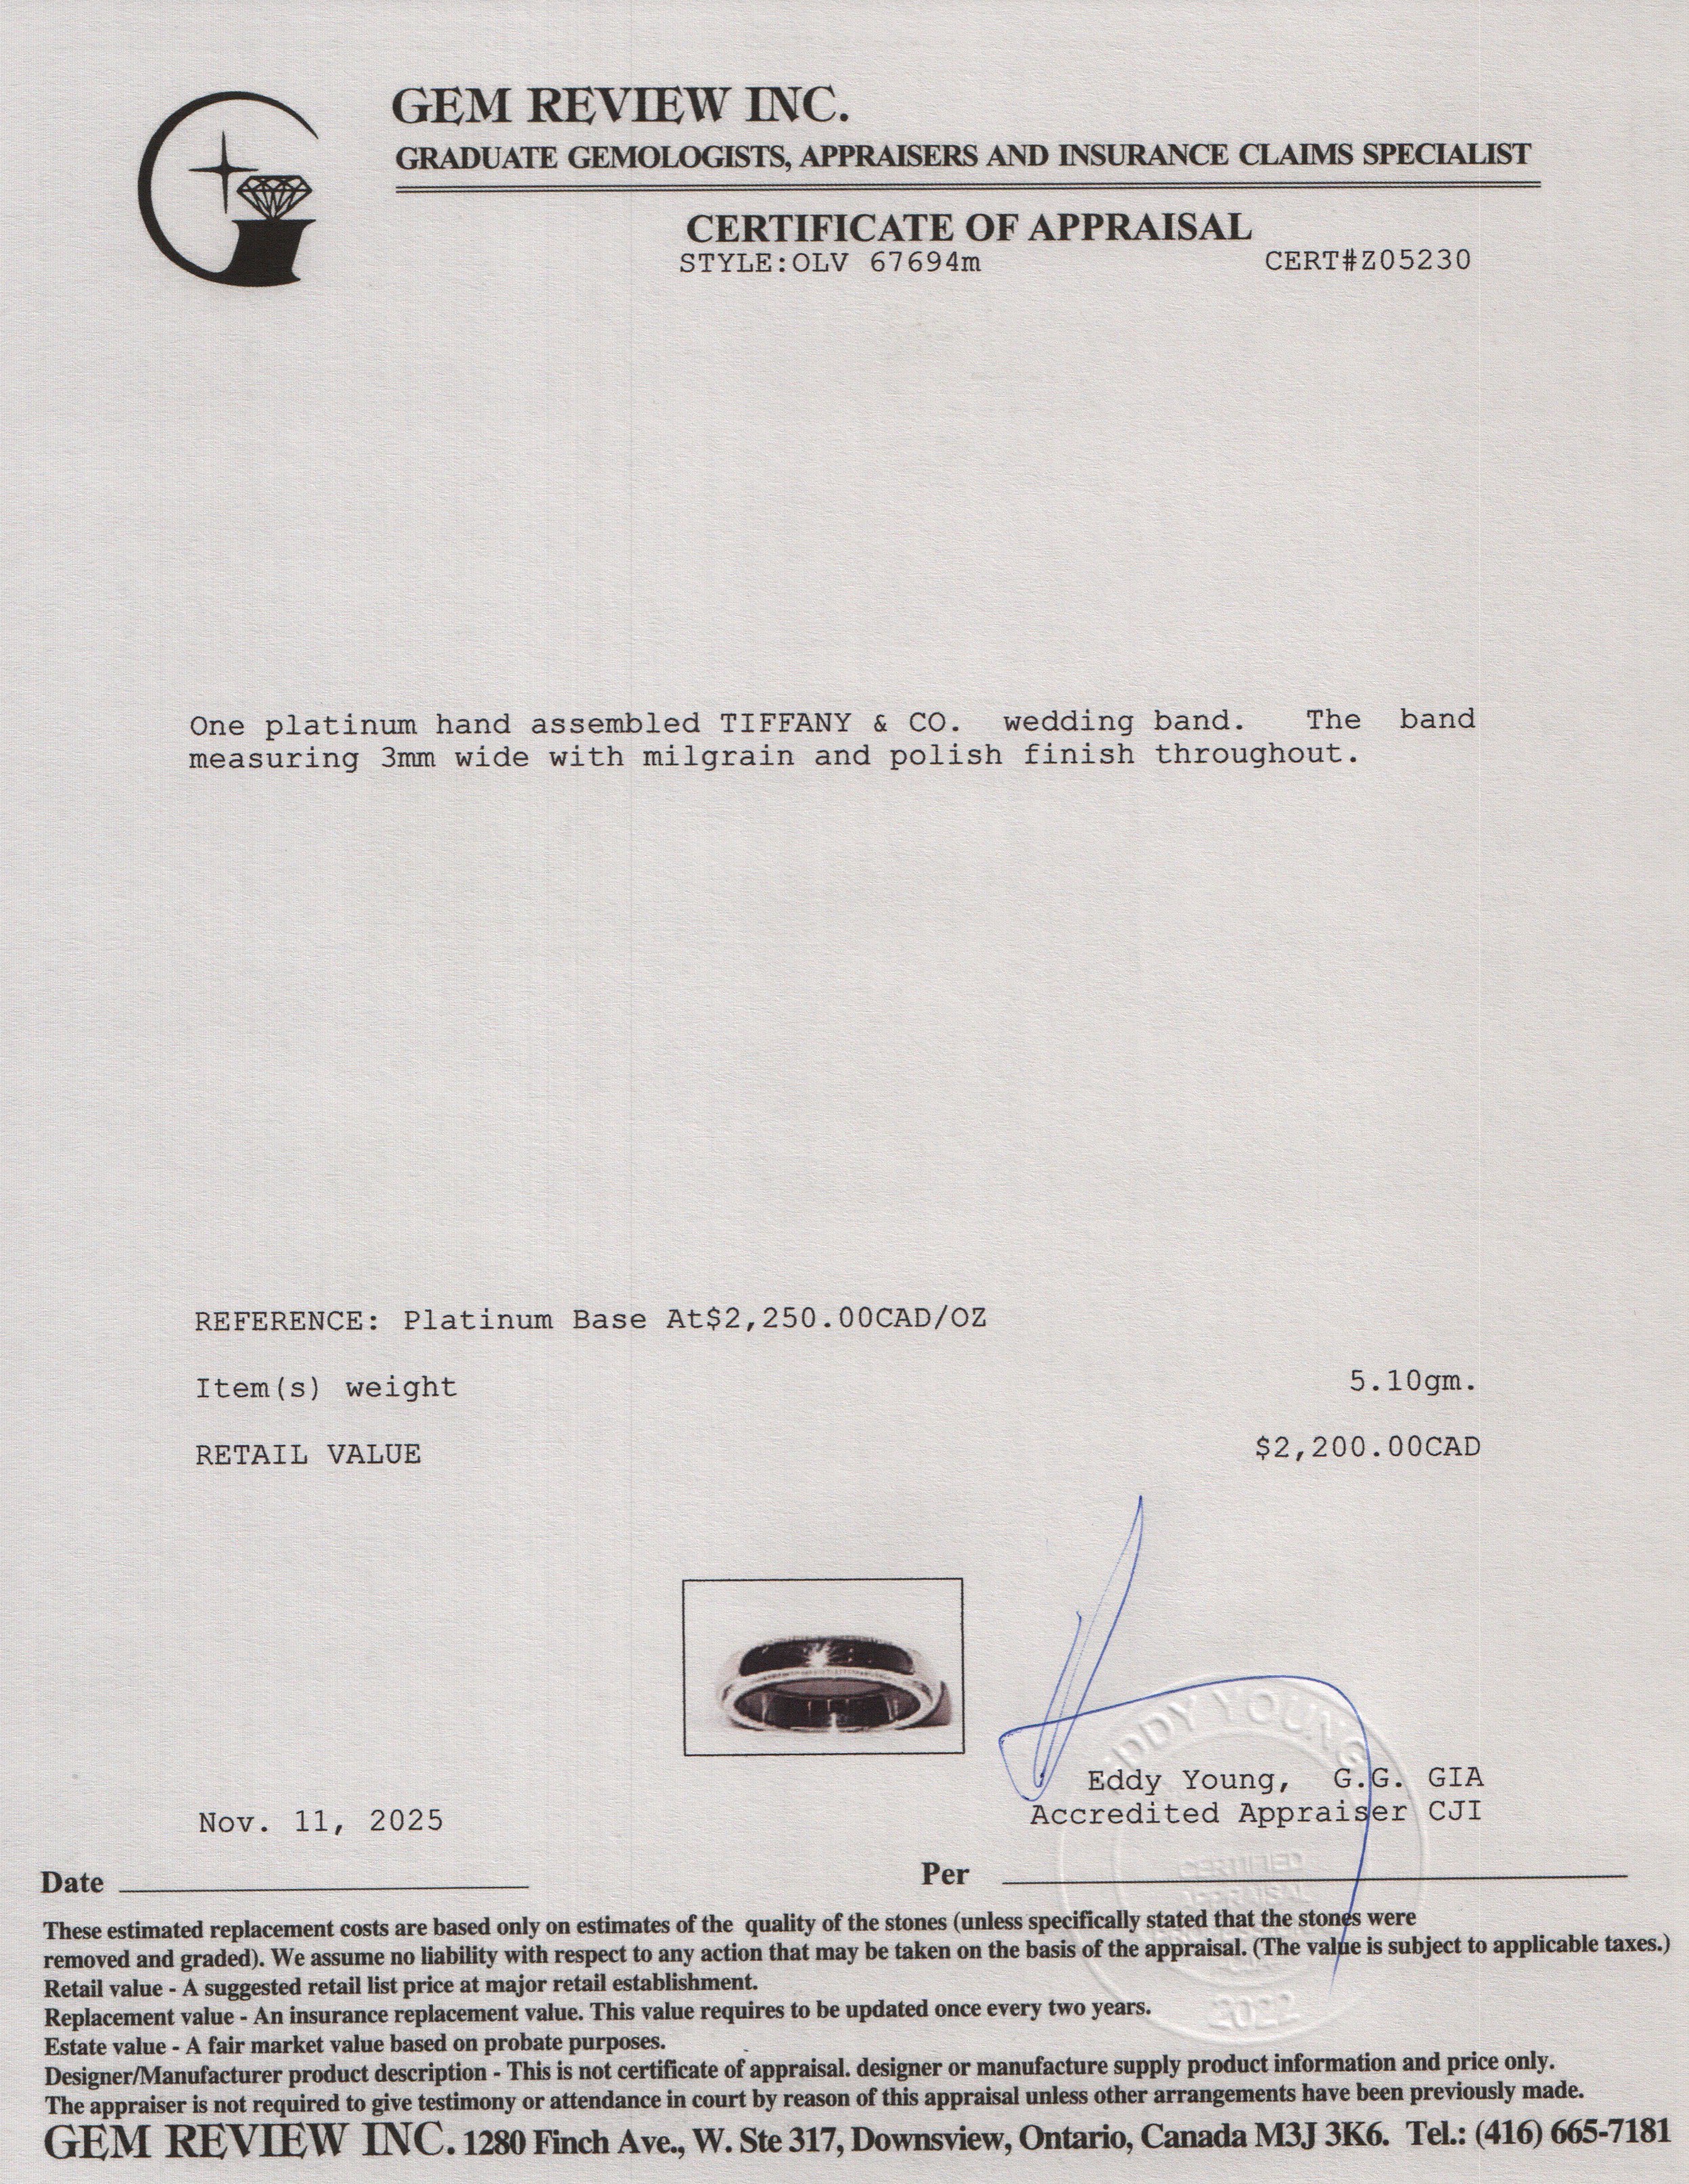 GEM REVIEW INC.
GRADUATE GEMOLOGISTS, APPRAISERS AND INSURANCE CLAIMS SPECIALIST
CERTIFICATE OF APPRAISAL
STYLE:OLV 67694m CERT#Z05230
One platinum hand assembled TIFFANY & CO. wedding band. The band
measuring 3mm wide with milgrain and polish finish throughout.
REFERENCE: Platinum Base At$2,250.00CAD/OZ
Item(s) weight 5.10gm.
RETAIL VALUE $2,200.00CAD
EDDY YOUNG
Eddy Young, G.G. GIA
Nov. 11, 2025 Accredited Appraiser CJI
CERTIFIED
APPRAISAL
2022
Date Per
These estimated replacement costs are based only on estimates of the quality of the stones (unless specifically stated that the stones were
removed and graded). We assume no liability with respect to any action that may be taken on the basis of the appraisal. (The value is subject to applicable taxes.)
Retail value - A suggested retail list price at major retail establishment.
Replacement value - An insurance replacement value. This value requires to be updated once every two years.
Estate value - A fair market value based on probate purposes.
Designer/Manufacturer product description - This is not certificate of appraisal. designer or manufacture supply product information and price only.
The appraiser is not required to give testimony or attendance in court by reason of this appraisal unless other arrangements have been previously made.
GEM REVIEW INC. 1280 Finch Ave., W. Ste 317, Downsview, Ontario, Canada M3J 3K6. Tel.: (416) 665-7181